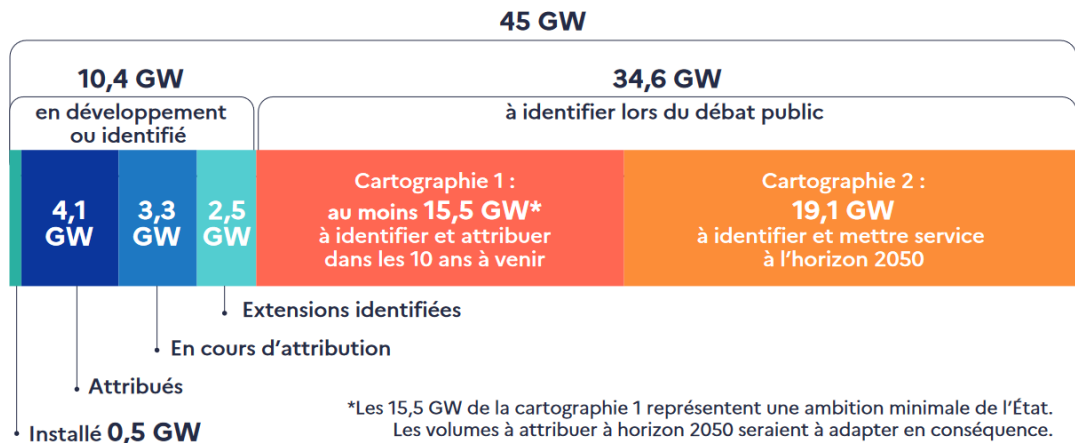 45 GW
10,4 GW
en développement
ou identifié
34,6 GW
à identifier lors du débat public
4,1
GW
3,3
GW
2,5
GW
Cartographie 1 :
au moins 15,5 GW*
à identifier et attribuer
dans les 10 ans à venir
Cartographie 2 :
19,1 GW
à identifier et mettre service
à l'horizon 2050
Extensions identifiées
En cours d'attribution
Attribués
Installé 0,5 GW
*Les 15,5 GW de la cartographie 1 représentent une ambition minimale de l'État.
Les volumes à attribuer à horizon 2050 seraient à adapter en conséquence.